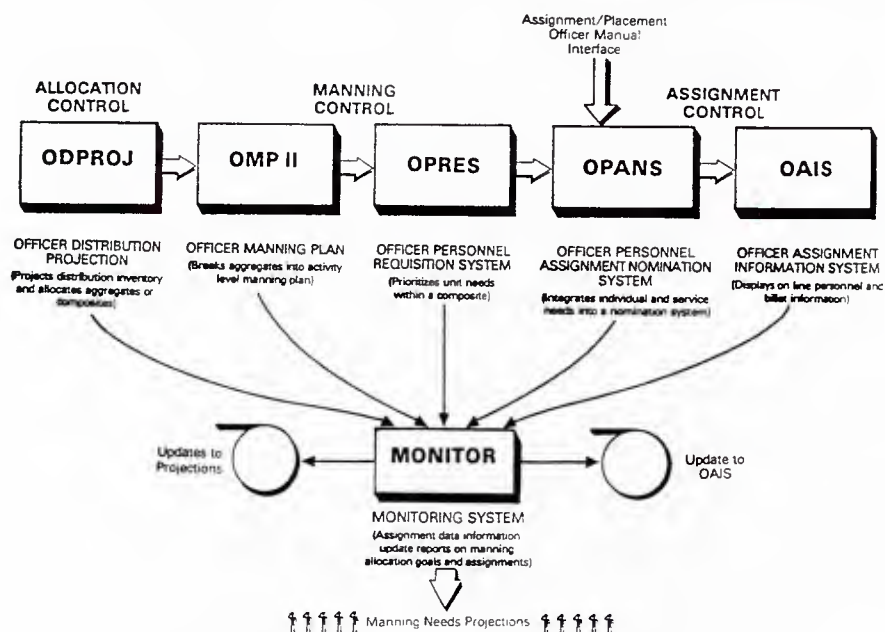 Assignment/Placement
Officer Manual
Interface
ALLOCATION
CONTROL
MANNING
CONTROL
ASSIGNMENT
CONTROL
ODPROJ
OMP II
OPRES
OPANS
OAIS
OFFICER DISTRIBUTION
PROJECTION
(Projects distribution inventory
and allocates aggregates or
composites)
OFFICER MANNING PLAN
(Breaks aggregates into activity
level manning plan)
OFFICER PERSONNEL
REQUISITION SYSTEM
(Prioritizes unit needs
within a composite)
OFFICER PERSONNEL
ASSIGNMENT NOMINATION
SYSTEM
(Integrates individual and service
needs into a nomination system)
OFFICER ASSIGNMENT
INFORMATION SYSTEM
(Displays on line personnel and
billet information)
Updates to
Projections
MONITOR
Update to
OAIS
MONITORING SYSTEM
(Assignment data information
update reports on manning
allocation goals and assignments)
Manning Needs Projections